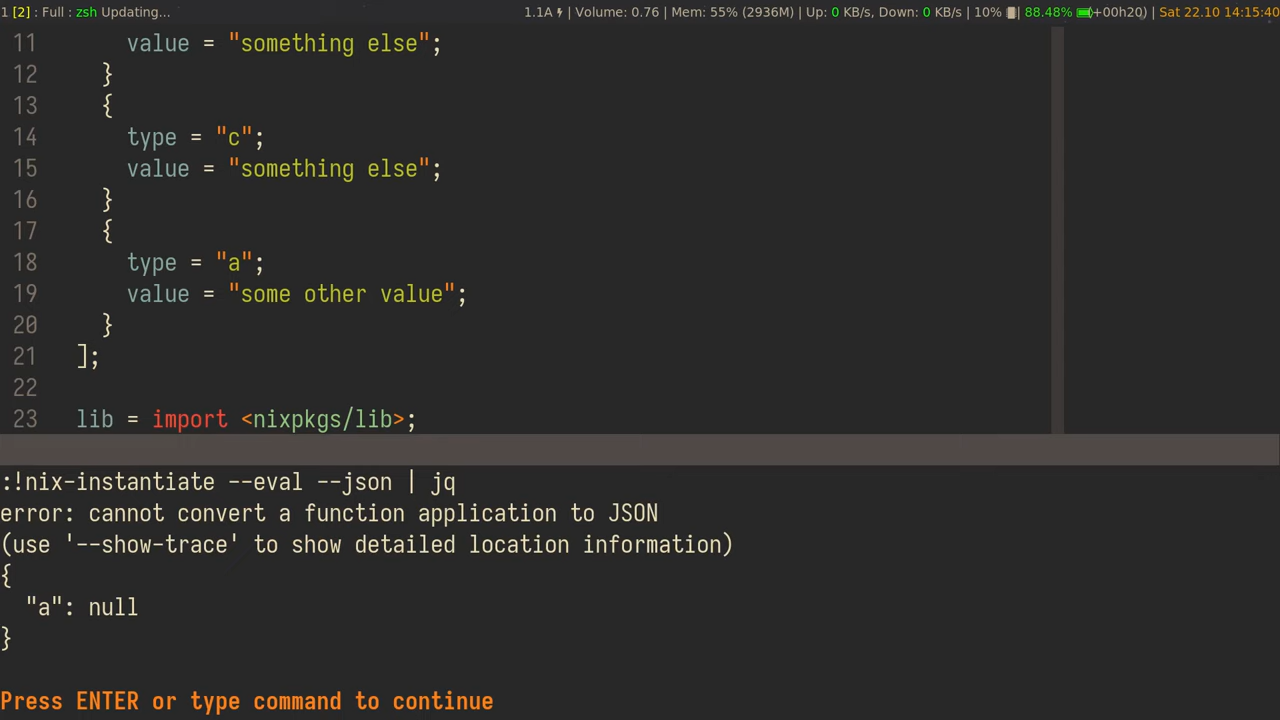 1 [2] : Full : zsh Updating... 1.1A | Volume: 0.76 | Mem: 55% (2936M) | Up: 0 KB/s, Down: 0 KB/s | 10% | 88.48% +00h20 | Sat 22.10 14:15:40
11 value = "something else";
12 }
13 {
14 type = "c";
15 value = "something else";
16 }
17 {
18 type = "a";
19 value = "some other value";
20 }
21 ];
22
23 lib = import <nixpkgs/lib>;
:!nix-instantiate --eval --json | jq
error: cannot convert a function application to JSON
(use '--show-trace' to show detailed location information)
{
"a": null
}
Press ENTER or type command to continue